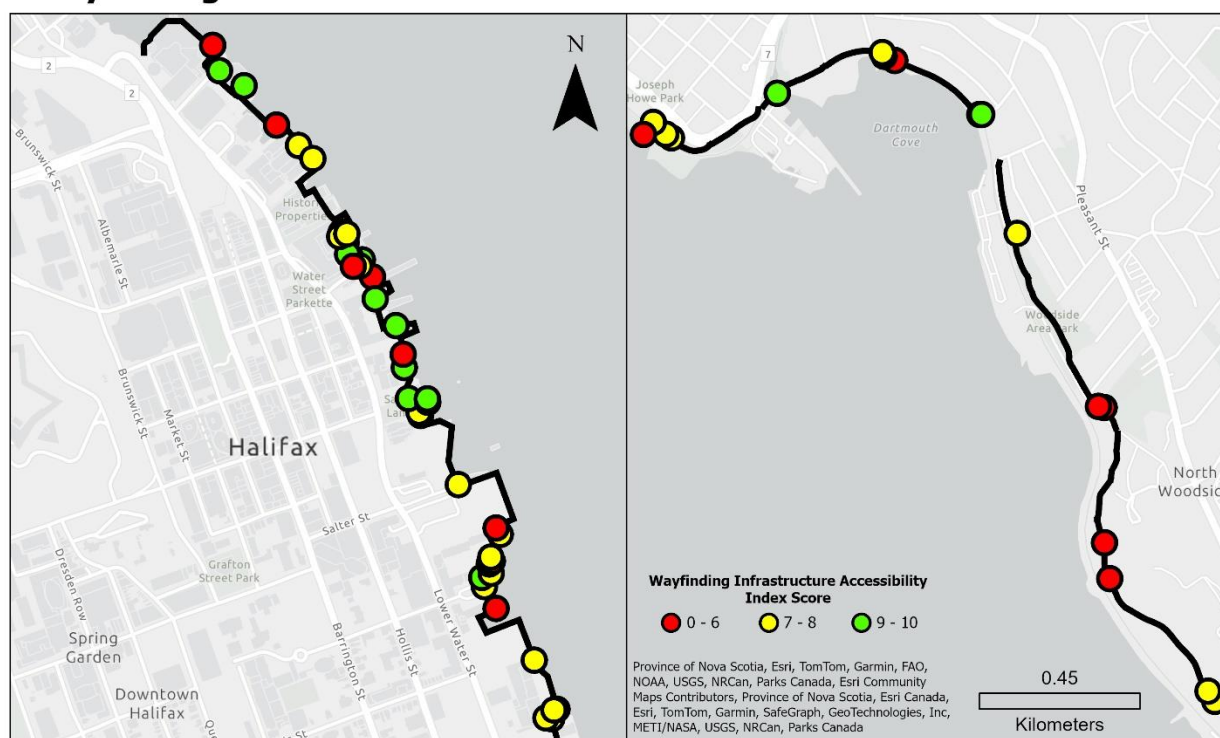 N
2
2
Brunswick St
Albemarle St
Water
Street
Parkette
Brunswick St
Market St
Halifax
Salter St
Grafton
Street Park
Dresden Row
Spring
Garden
Barrington St
Hollis St
Lower Water St
Downtown
Halifax
7
Joseph
Howe Park
Dartmouth
Cove
Pleasant St
Woodside
Area Park
North
Wayfinding Infrastructure Accessibility
Index Score
0 - 6
7 - 8
9 - 10
Province of Nova Scotia, Esri, TomTom, Garmin, FAO,
NOAA, USGS, NRCan, Parks Canada, Esri Community
Maps Contributors, Province of Nova Scotia, Esri Canada,
Esri, TomTom, Garmin, SafeGraph, GeoTechnologies, Inc,
METI/NASA, USGS, NRCan, Parks Canada
0.45
Kilometers